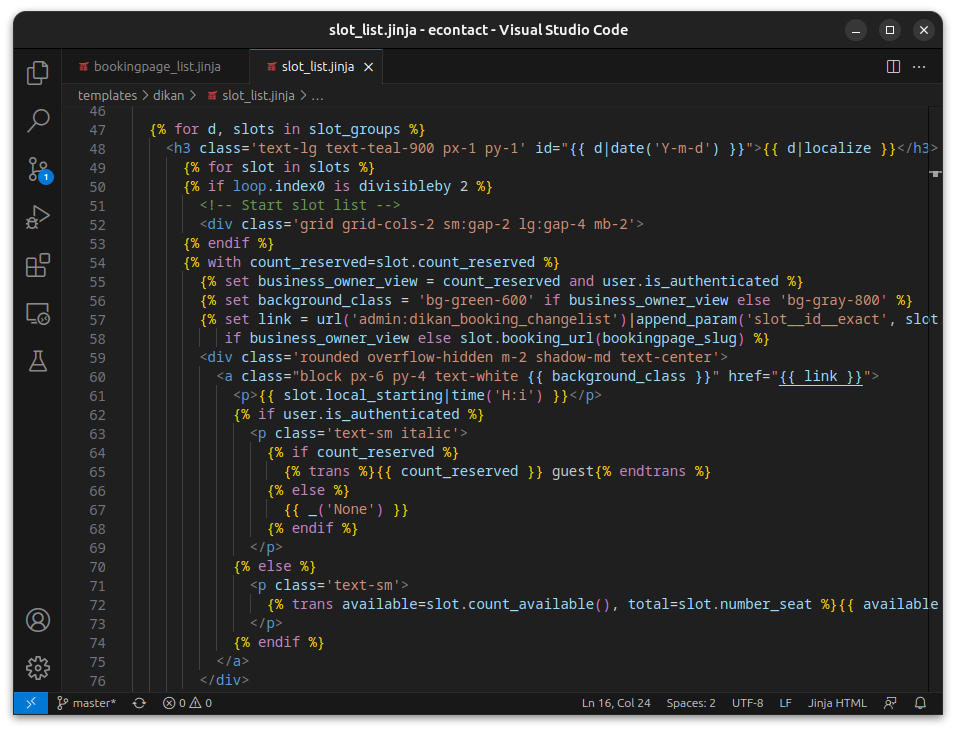 slot_list.jinja - econtact - Visual Studio Code
bookingpage_list.jinja slot_list.jinja
templates > dikan > slot_list.jinja > ...
46
47 {% for d, slots in slot_groups %}
48 <h3 class='text-lg text-teal-900 px-1 py-1' id="{{ d|date('Y-m-d') }}">{{ d|localize }}</h3>
49 {% for slot in slots %}
50 {% if loop.index0 is divisibleby 2 %}
51 <!-- Start slot list -->
52 <div class='grid grid-cols-2 sm:gap-2 lg:gap-4 mb-2'>
53 {% endif %}
54 {% with count_reserved=slot.count_reserved %}
55 {% set business_owner_view = count_reserved and user.is_authenticated %}
56 {% set background_class = 'bg-green-600' if business_owner_view else 'bg-gray-800' %}
57 {% set link = url('admin:dikan_booking_changelist')|append_param('slot__id__exact', slot
58 if business_owner_view else slot.booking_url(bookingpage_slug) %}
59 <div class='rounded overflow-hidden m-2 shadow-md text-center'>
60 <a class="block px-6 py-4 text-white {{ background_class }}" href="{{ link }}">
61 <p>{{ slot.local_starting|time('H:i') }}</p>
62 {% if user.is_authenticated %}
63 <p class='text-sm italic'>
64 {% if count_reserved %}
65 {% trans %}{{ count_reserved }} guest{% endtrans %}
66 {% else %}
67 {{ _('None') }}
68 {% endif %}
69 </p>
70 {% else %}
71 <p class='text-sm'>
72 {% trans available=slot.count_available(), total=slot.number_seat %}{{ available
73 </p>
74 {% endif %}
75 </a>
76 </div>
1
master* 0 0 Ln 16, Col 24 Spaces: 2 UTF-8 LF Jinja HTML